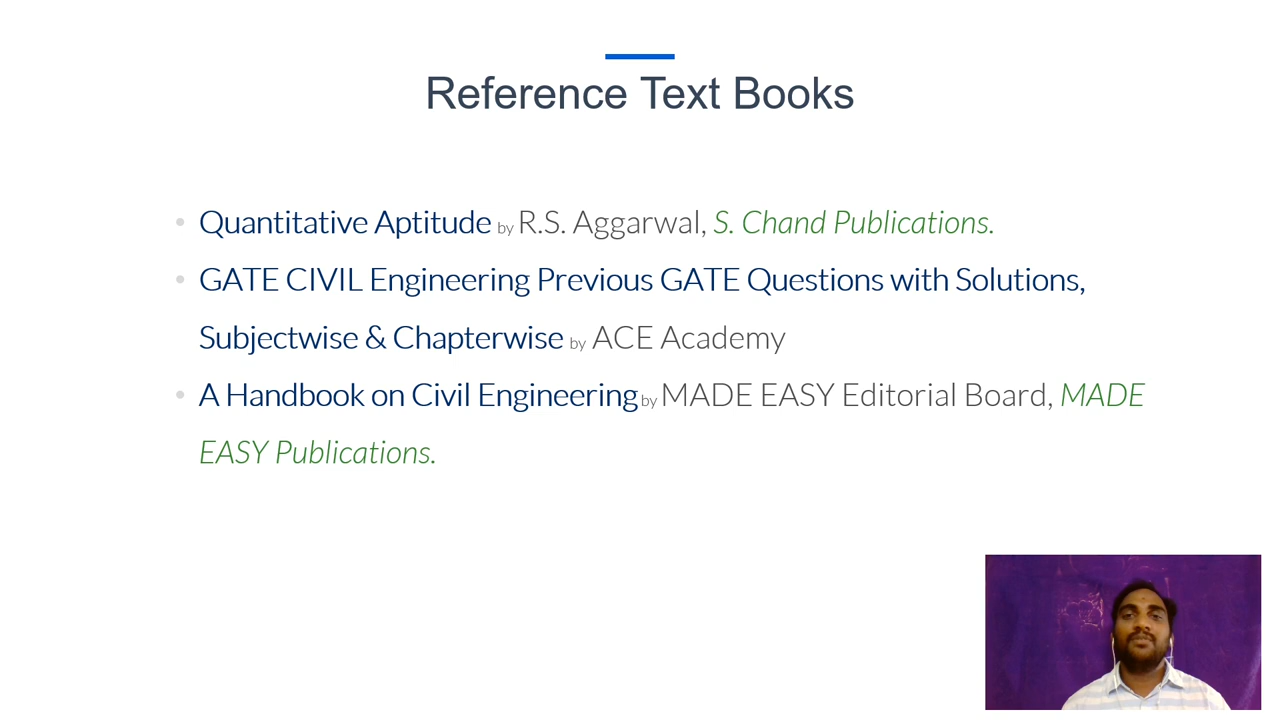 Reference Text Books
• Quantitative Aptitude by R.S. Aggarwal, S. Chand Publications.
• GATE CIVIL Engineering Previous GATE Questions with Solutions,
Subjectwise & Chapterwise by ACE Academy
• A Handbook on Civil Engineering by MADE EASY Editorial Board, MADE
EASY Publications.